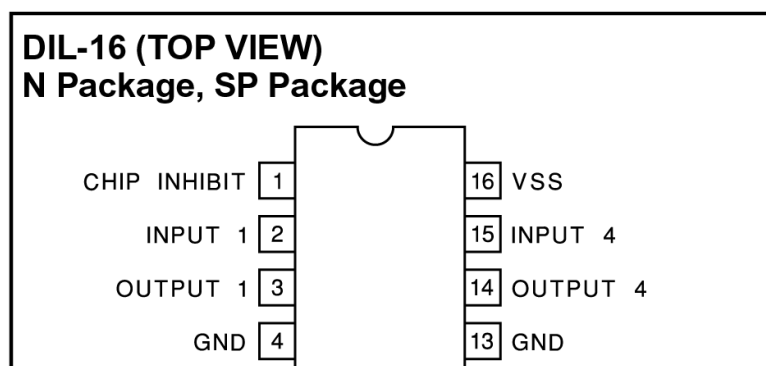 DIL-16 (TOP VIEW)
N Package, SP Package
CHIP INHIBIT 1 16 VSS
INPUT 1 2 15 INPUT 4
OUTPUT 1 3 14 OUTPUT 4
GND 4 13 GND